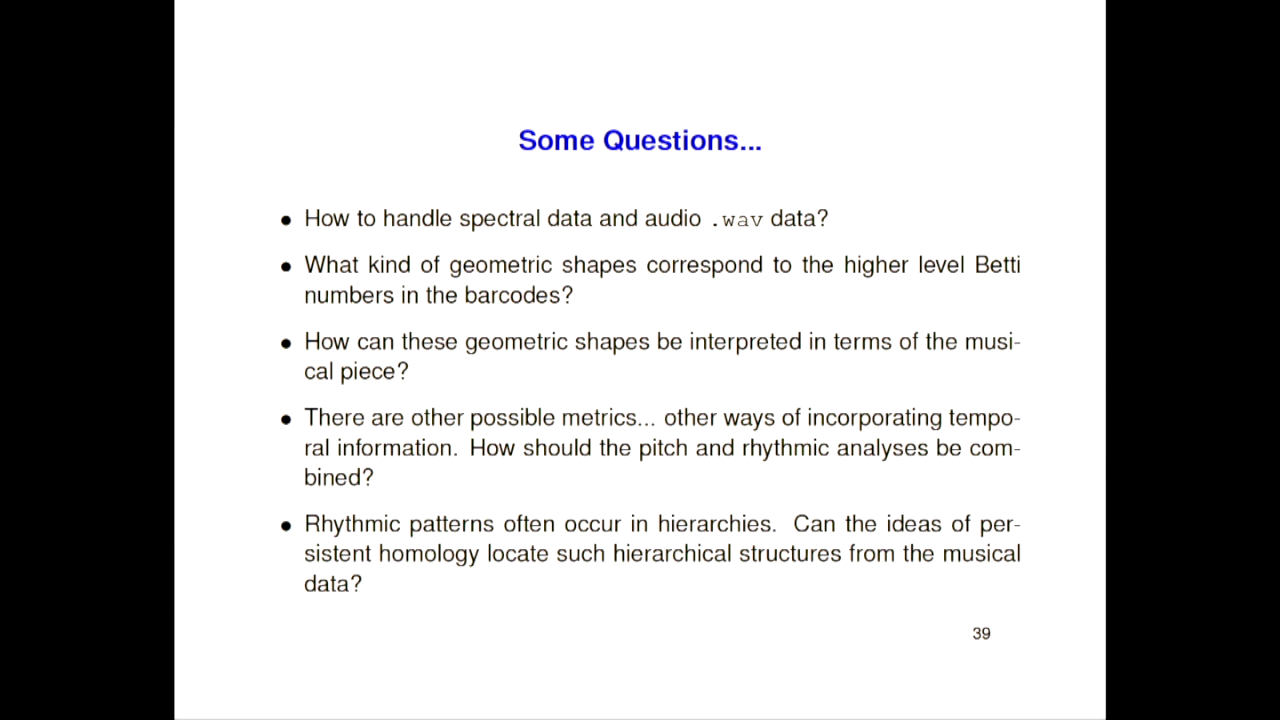 Some Questions...
• How to handle spectral data and audio .wav data?
• What kind of geometric shapes correspond to the higher level Betti
numbers in the barcodes?
• How can these geometric shapes be interpreted in terms of the musi-
cal piece?
• There are other possible metrics... other ways of incorporating tempo-
ral information. How should the pitch and rhythmic analyses be com-
bined?
• Rhythmic patterns often occur in hierarchies. Can the ideas of per-
sistent homology locate such hierarchical structures from the musical
data?
39